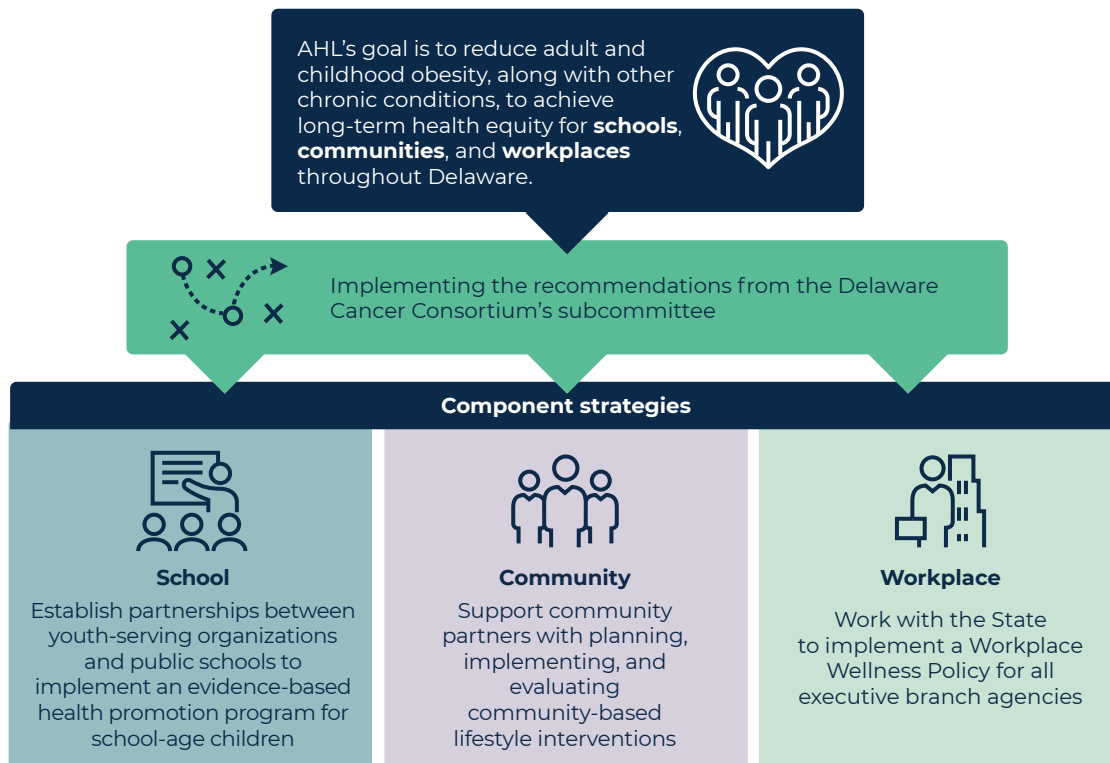 AHL's goal is to reduce adult and
childhood obesity, along with other
chronic conditions, to achieve
long-term health equity for schools,
communities, and workplaces
throughout Delaware.
Implementing the recommendations from the Delaware
Cancer Consortium's subcommittee
Component strategies
School
Establish partnerships between
youth-serving organizations
and public schools to
implement an evidence-based
health promotion program for
school-age children
Community
Support community
partners with planning,
implementing, and
evaluating
community-based
lifestyle interventions
Workplace
Work with the State
to implement a Workplace
Wellness Policy for all
executive branch agencies